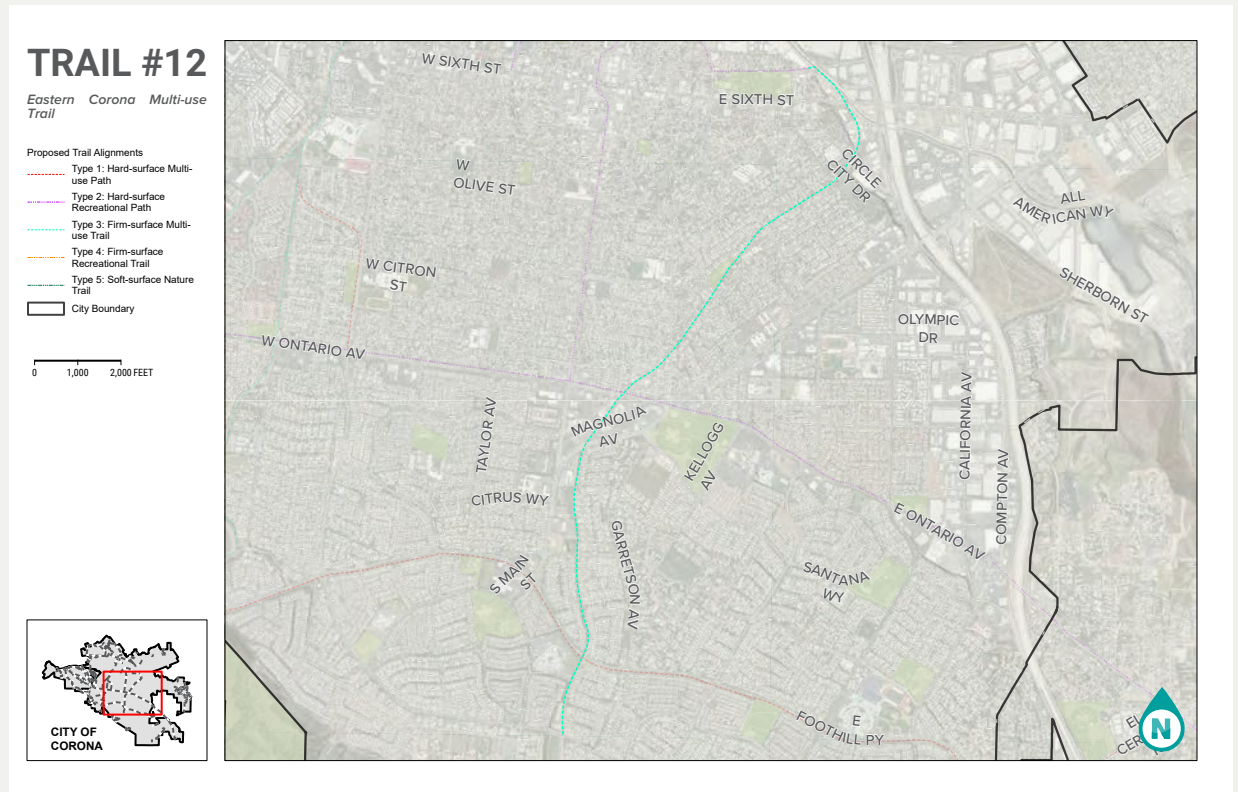 TRAIL #12
Eastern Corona Multi-use
Trail
Proposed Trail Alignments
Type 1: Hard-surface Multi-
use Path
Type 2: Hard-surface
Recreational Path
Type 3: Firm-surface Multi-
use Trail
Type 4: Firm-surface
Recreational Trail
Type 5: Soft-surface Nature
Trail
City Boundary
0 1,000 2,000 FEET
CITY OF
CORONA
W SIXTH ST
E SIXTH ST
W
OLIVE ST
CIRCLE
CITY DR
ALL
AMERICAN WY
W CITRON
ST
SHERBORN ST
OLYMPIC
DR
W ONTARIO AV
TAYLOR AV
MAGNOLIA
AV
KELLOGG
AV
CALIFORNIA AV
COMPTON AV
CITRUS WY
E ONTARIO AV
GARRETSON AV
S MAIN
ST
SANTANA
WY
E
FOOTHILL PY
N